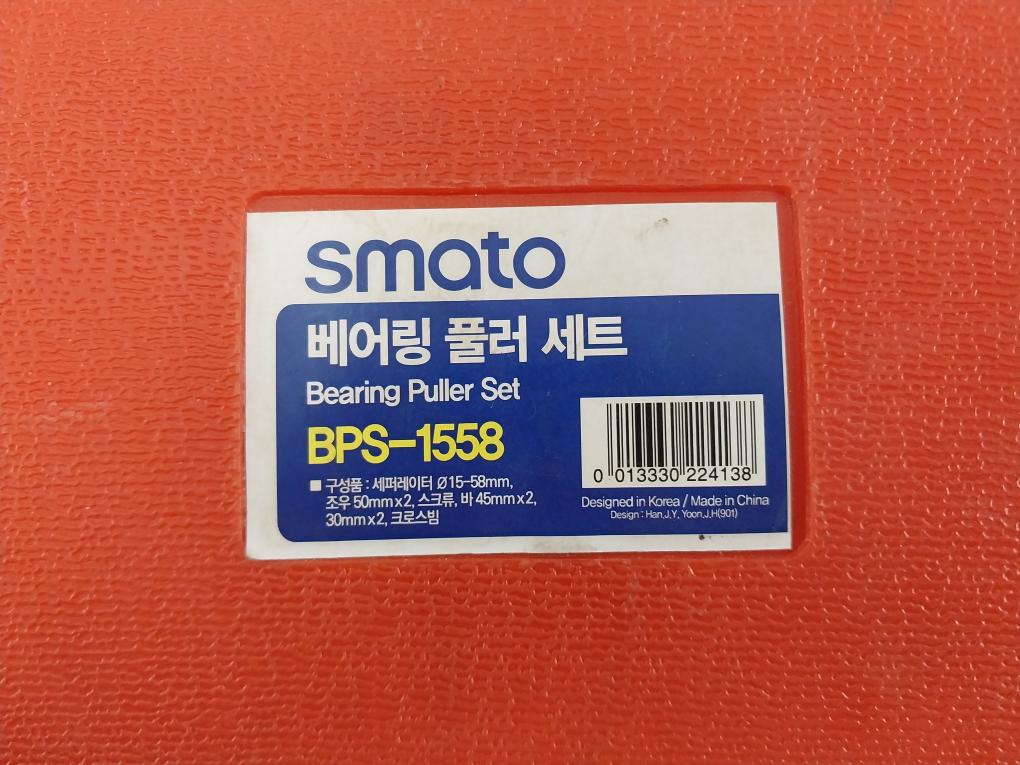 smato
베어링 풀러 세트
Bearing Puller Set
BPS-1558
■ 구성품 : 세퍼레이터 Ø15-58mm,
조우 50mm x 2, 스크류, 바 45mm x 2,
30mm x 2, 크로스빔
0 013330 224138
Designed in Korea / Made in China
Design : Han.J.Y, Yoon.J.H(901)